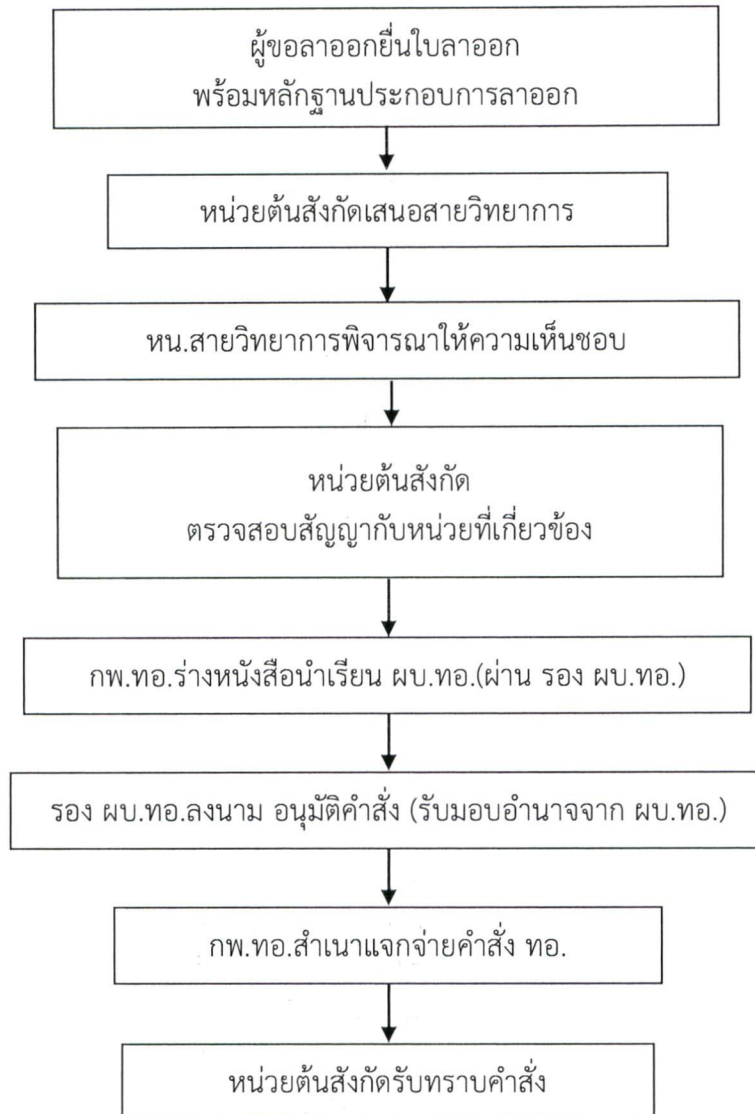 ผู้ขอลาออกยื่นใบลาออก
พร้อมหลักฐานประกอบการลาออก
หน่วยต้นสังกัดเสนอสายวิทยาการ
หน.สายวิทยาการพิจารณาให้ความเห็นชอบ
หน่วยต้นสังกัด
ตรวจสอบสัญญากับหน่วยที่เกี่ยวข้อง
กพ.ทอ.ร่างหนังสือนำเรียน ผบ.ทอ.(ผ่าน รอง ผบ.ทอ.)
รอง ผบ.ทอ.ลงนาม อนุมัติคำสั่ง (รับมอบอำนาจจาก ผบ.ทอ.)
กพ.ทอ.สำเนาแจกจ่ายคำสั่ง ทอ.
หน่วยต้นสังกัดรับทราบคำสั่ง